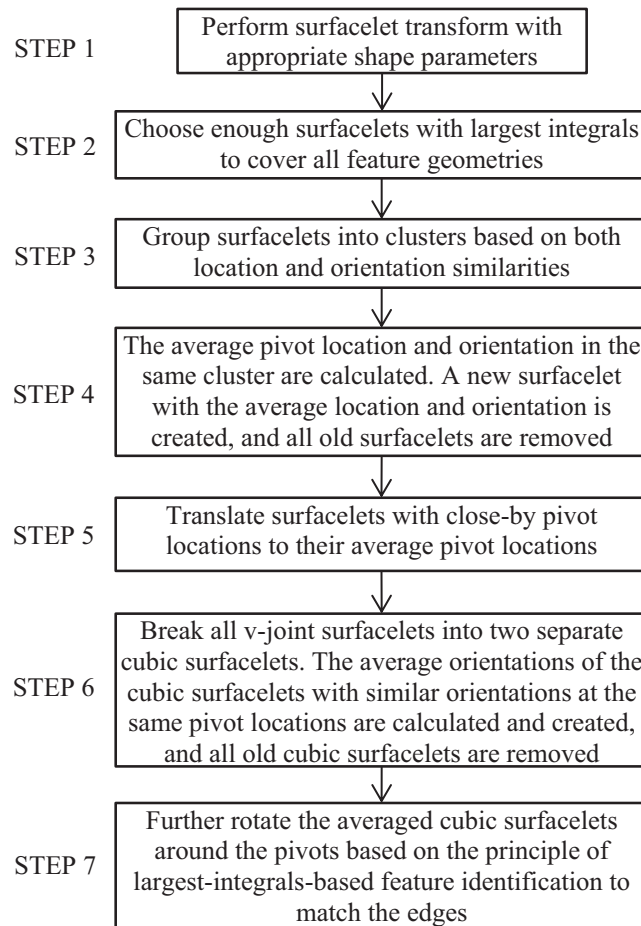 STEP 1
Perform surfacelet transform with
appropriate shape parameters
STEP 2
Choose enough surfacelets with largest integrals
to cover all feature geometries
STEP 3
Group surfacelets into clusters based on both
location and orientation similarities
STEP 4
The average pivot location and orientation in the
same cluster are calculated. A new surfacelet
with the average location and orientation is
created, and all old surfacelets are removed
STEP 5
Translate surfacelets with close-by pivot
locations to their average pivot locations
STEP 6
Break all v-joint surfacelets into two separate
cubic surfacelets. The average orientations of the
cubic surfacelets with similar orientations at the
same pivot locations are calculated and created,
and all old cubic surfacelets are removed
STEP 7
Further rotate the averaged cubic surfacelets
around the pivots based on the principle of
largest-integrals-based feature identification to
match the edges